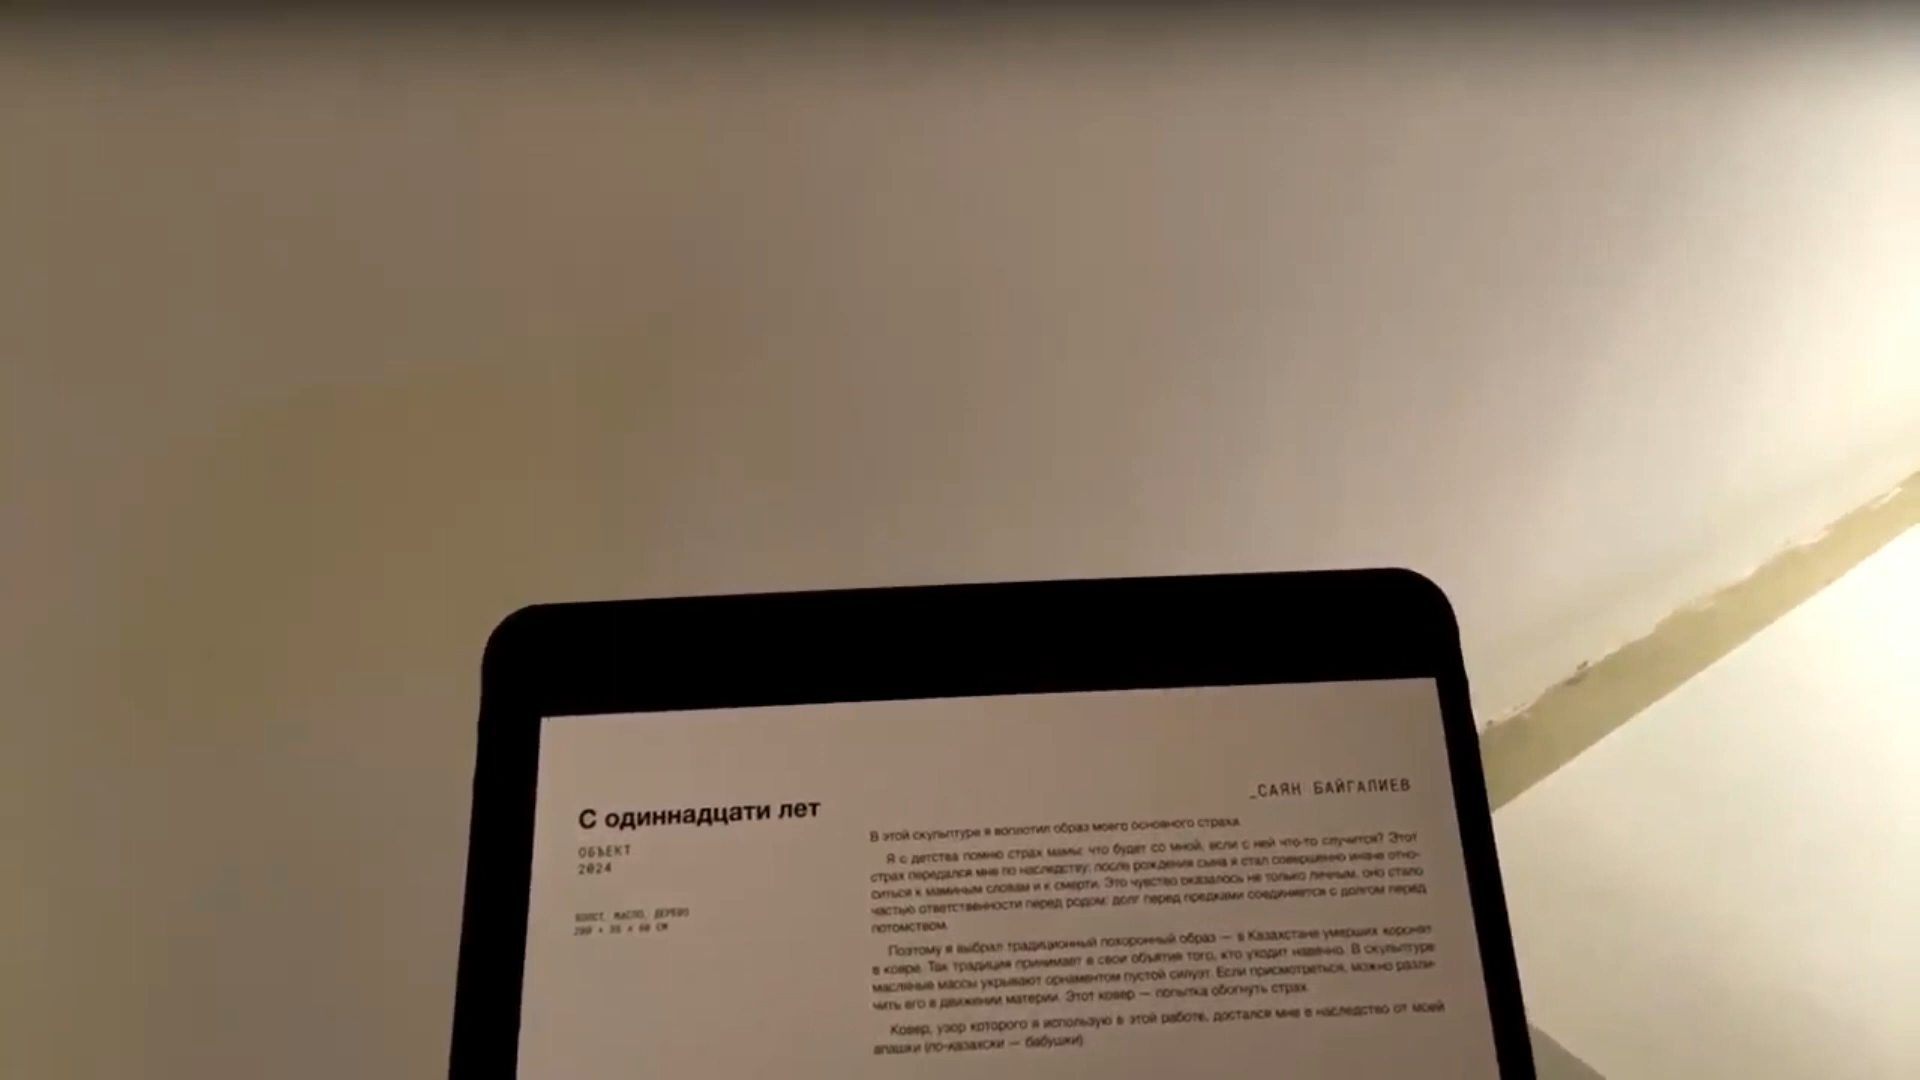 _САЯН БАЙГАЛИЕВ
С одиннадцати лет
ОБЪЕКТ
2024
ХОЛСТ, МАСЛО, ДЕРЕВО
В этой скульптуре я воплотил образ моего основного страха.
Я с детства помню страх мамы: что будет со мной, если с ней что-то случится? Этот
страх передался мне по наследству: после рождения сына я стал совершенно иначе отно-
ситься к маминым словам и к смерти. Это чувство оказалось не только личным, оно стало
частью ответственности перед родом: долг перед предками соединяется с долгом перед
потомством.
Поэтому я выбрал традиционный похоронный образ — в Казахстане умерших хоронят
в ковре. Так традиция принимает в свои объятия того, кто уходит навечно. В скульптуре
масляные массы укрывают орнаментом пустой силуэт. Если присмотреться, можно разли-
чить его в движении материи. Этот ковер — попытка обогнуть страх.
Ковер, узор которого я использую в этой работе, достался мне в наследство от моей
апашки (по-казахски — бабушки)